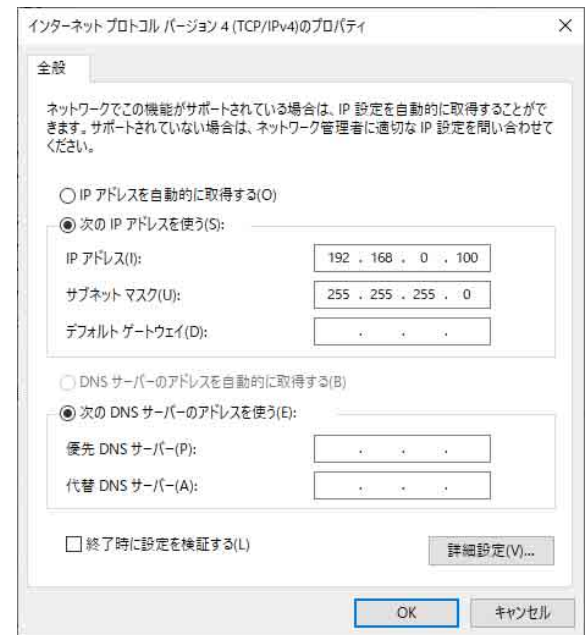 インターネット プロトコル バージョン 4 (TCP/IPv4)のプロパティ
全般
ネットワークでこの機能がサポートされている場合は、IP 設定を自動的に取得することがで
きます。サポートされていない場合は、ネットワーク管理者に適切な IP 設定を問い合わせて
ください。
IP アドレスを自動的に取得する(O)
次の IP アドレスを使う(S):
IP アドレス(I): 192 . 168 . 0 . 100
サブネット マスク(U): 255 . 255 . 255 . 0
デフォルト ゲートウェイ(D): . . .
DNS サーバーのアドレスを自動的に取得する(B)
次の DNS サーバーのアドレスを使う(E):
優先 DNS サーバー(P): . . .
代替 DNS サーバー(A): . . .
終了時に設定を検証する(L)
詳細設定(V)...
OK キャンセル